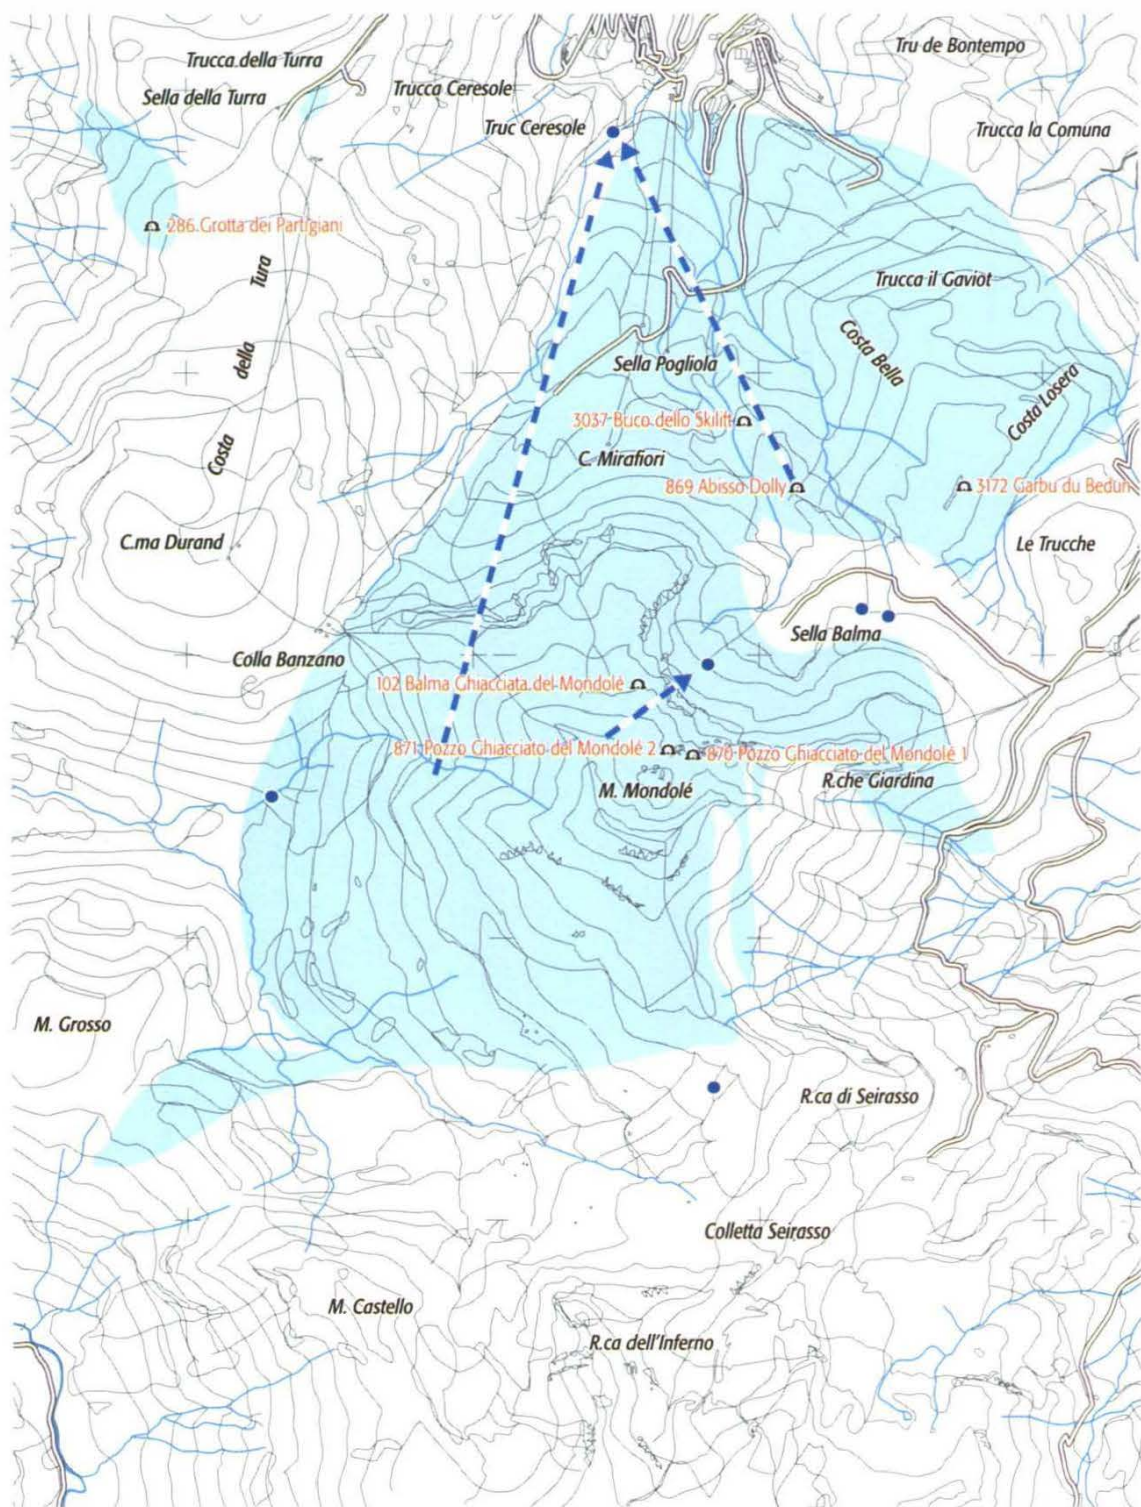 Trucca della Turra
Sella della Turra
Trucca Ceresole
Truc Ceresole
Tru de Bontempo
Trucca la Comuna
286 Grotta dei Partigiani
Costa della Tura
Trucca il Gaviot
Costa Bella
Costa Losera
Sella Pogliola
3037 Buco dello Skilift
C. Mirafiori
869 Abisso Dolly
3172 Garbu du Bedun
C.ma Durand
Le Trucche
Sella Balma
Colla Banzano
102 Balma Ghiacciata del Mondolé
871 Pozzo Ghiacciato del Mondolé 2
870 Pozzo Ghiacciato del Mondolé 1
M. Mondolé
R.che Giardina
M. Grosso
R.ca di Seirasso
Colletta Seirasso
M. Castello
R.ca dell'Inferno